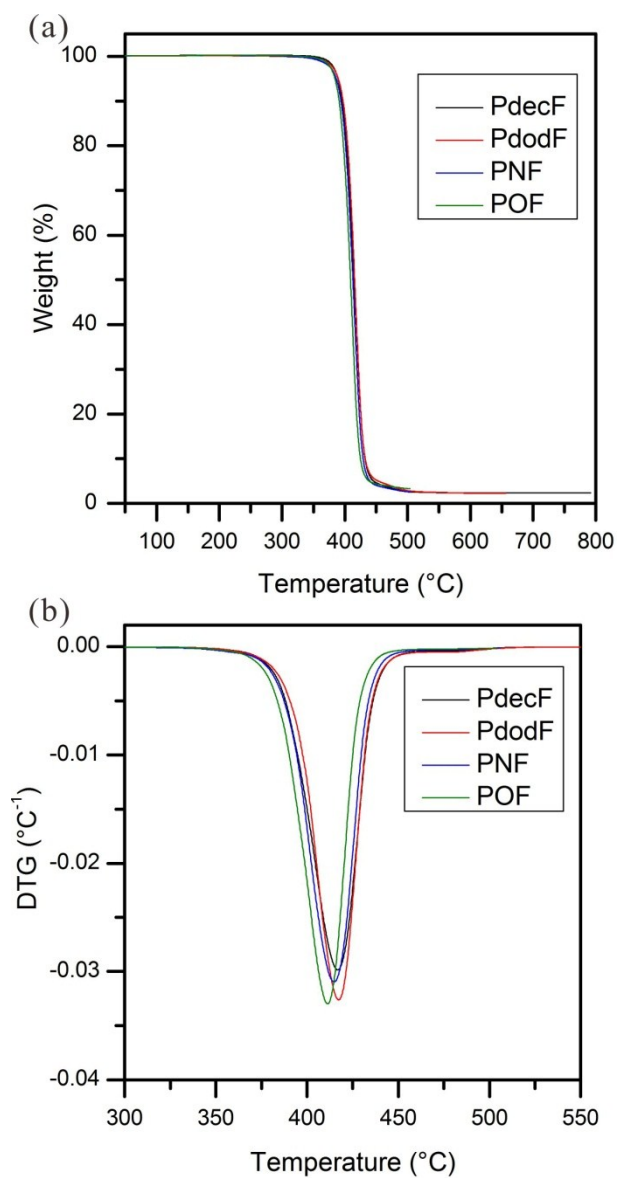 (a)
100
80
60
40
20
0
Weight (%)
PdecF
PdodF
PNF
POF
100 200 300 400 500 600 700 800
Temperature (°C)
(b)
0.00
-0.01
-0.02
-0.03
-0.04
DTG (°C⁻¹)
PdecF
PdodF
PNF
POF
300 350 400 450 500 550
Temperature (°C)